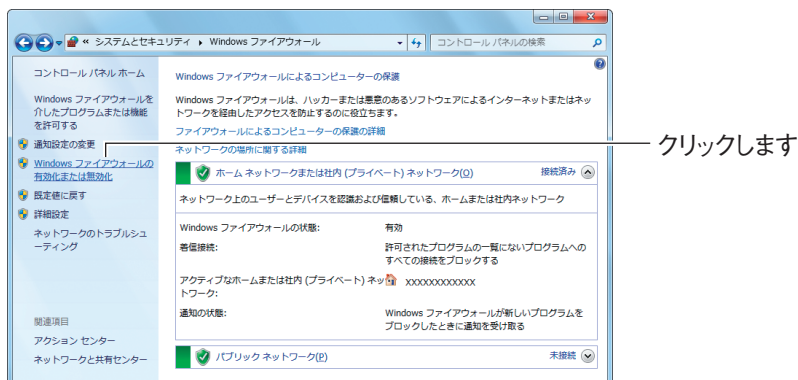 « システムとセキュリティ ▸ Windows ファイアウォール
コントロール パネルの検索
コントロール パネル ホーム
Windows ファイアウォールを
介したプログラムまたは機能
を許可する
通知設定の変更
Windows ファイアウォールの
有効化または無効化
既定値に戻す
詳細設定
ネットワークのトラブルシュ
ーティング
関連項目
アクション センター
ネットワークと共有センター
Windows ファイアウォールによるコンピューターの保護
Windows ファイアウォールは、ハッカーまたは悪意のあるソフトウェアによるインターネットまたはネッ
トワークを経由したアクセスを防止するのに役立ちます。
ファイアウォールによるコンピューターの保護の詳細
ネットワークの場所に関する詳細
ホーム ネットワークまたは社内 (プライベート) ネットワーク(O) 接続済み
ネットワーク上のユーザーとデバイスを認識および信頼している、ホームまたは社内ネットワーク
Windows ファイアウォールの状態: 有効
着信接続: 許可されたプログラムの一覧にないプログラムへの
すべての接続をブロックする
アクティブなホームまたは社内 (プライベート) ネッ XXXXXXXXXXXX
トワーク:
通知の状態: Windows ファイアウォールが新しいプログラムを
ブロックしたときに通知を受け取る
パブリック ネットワーク(P) 未接続
クリックします